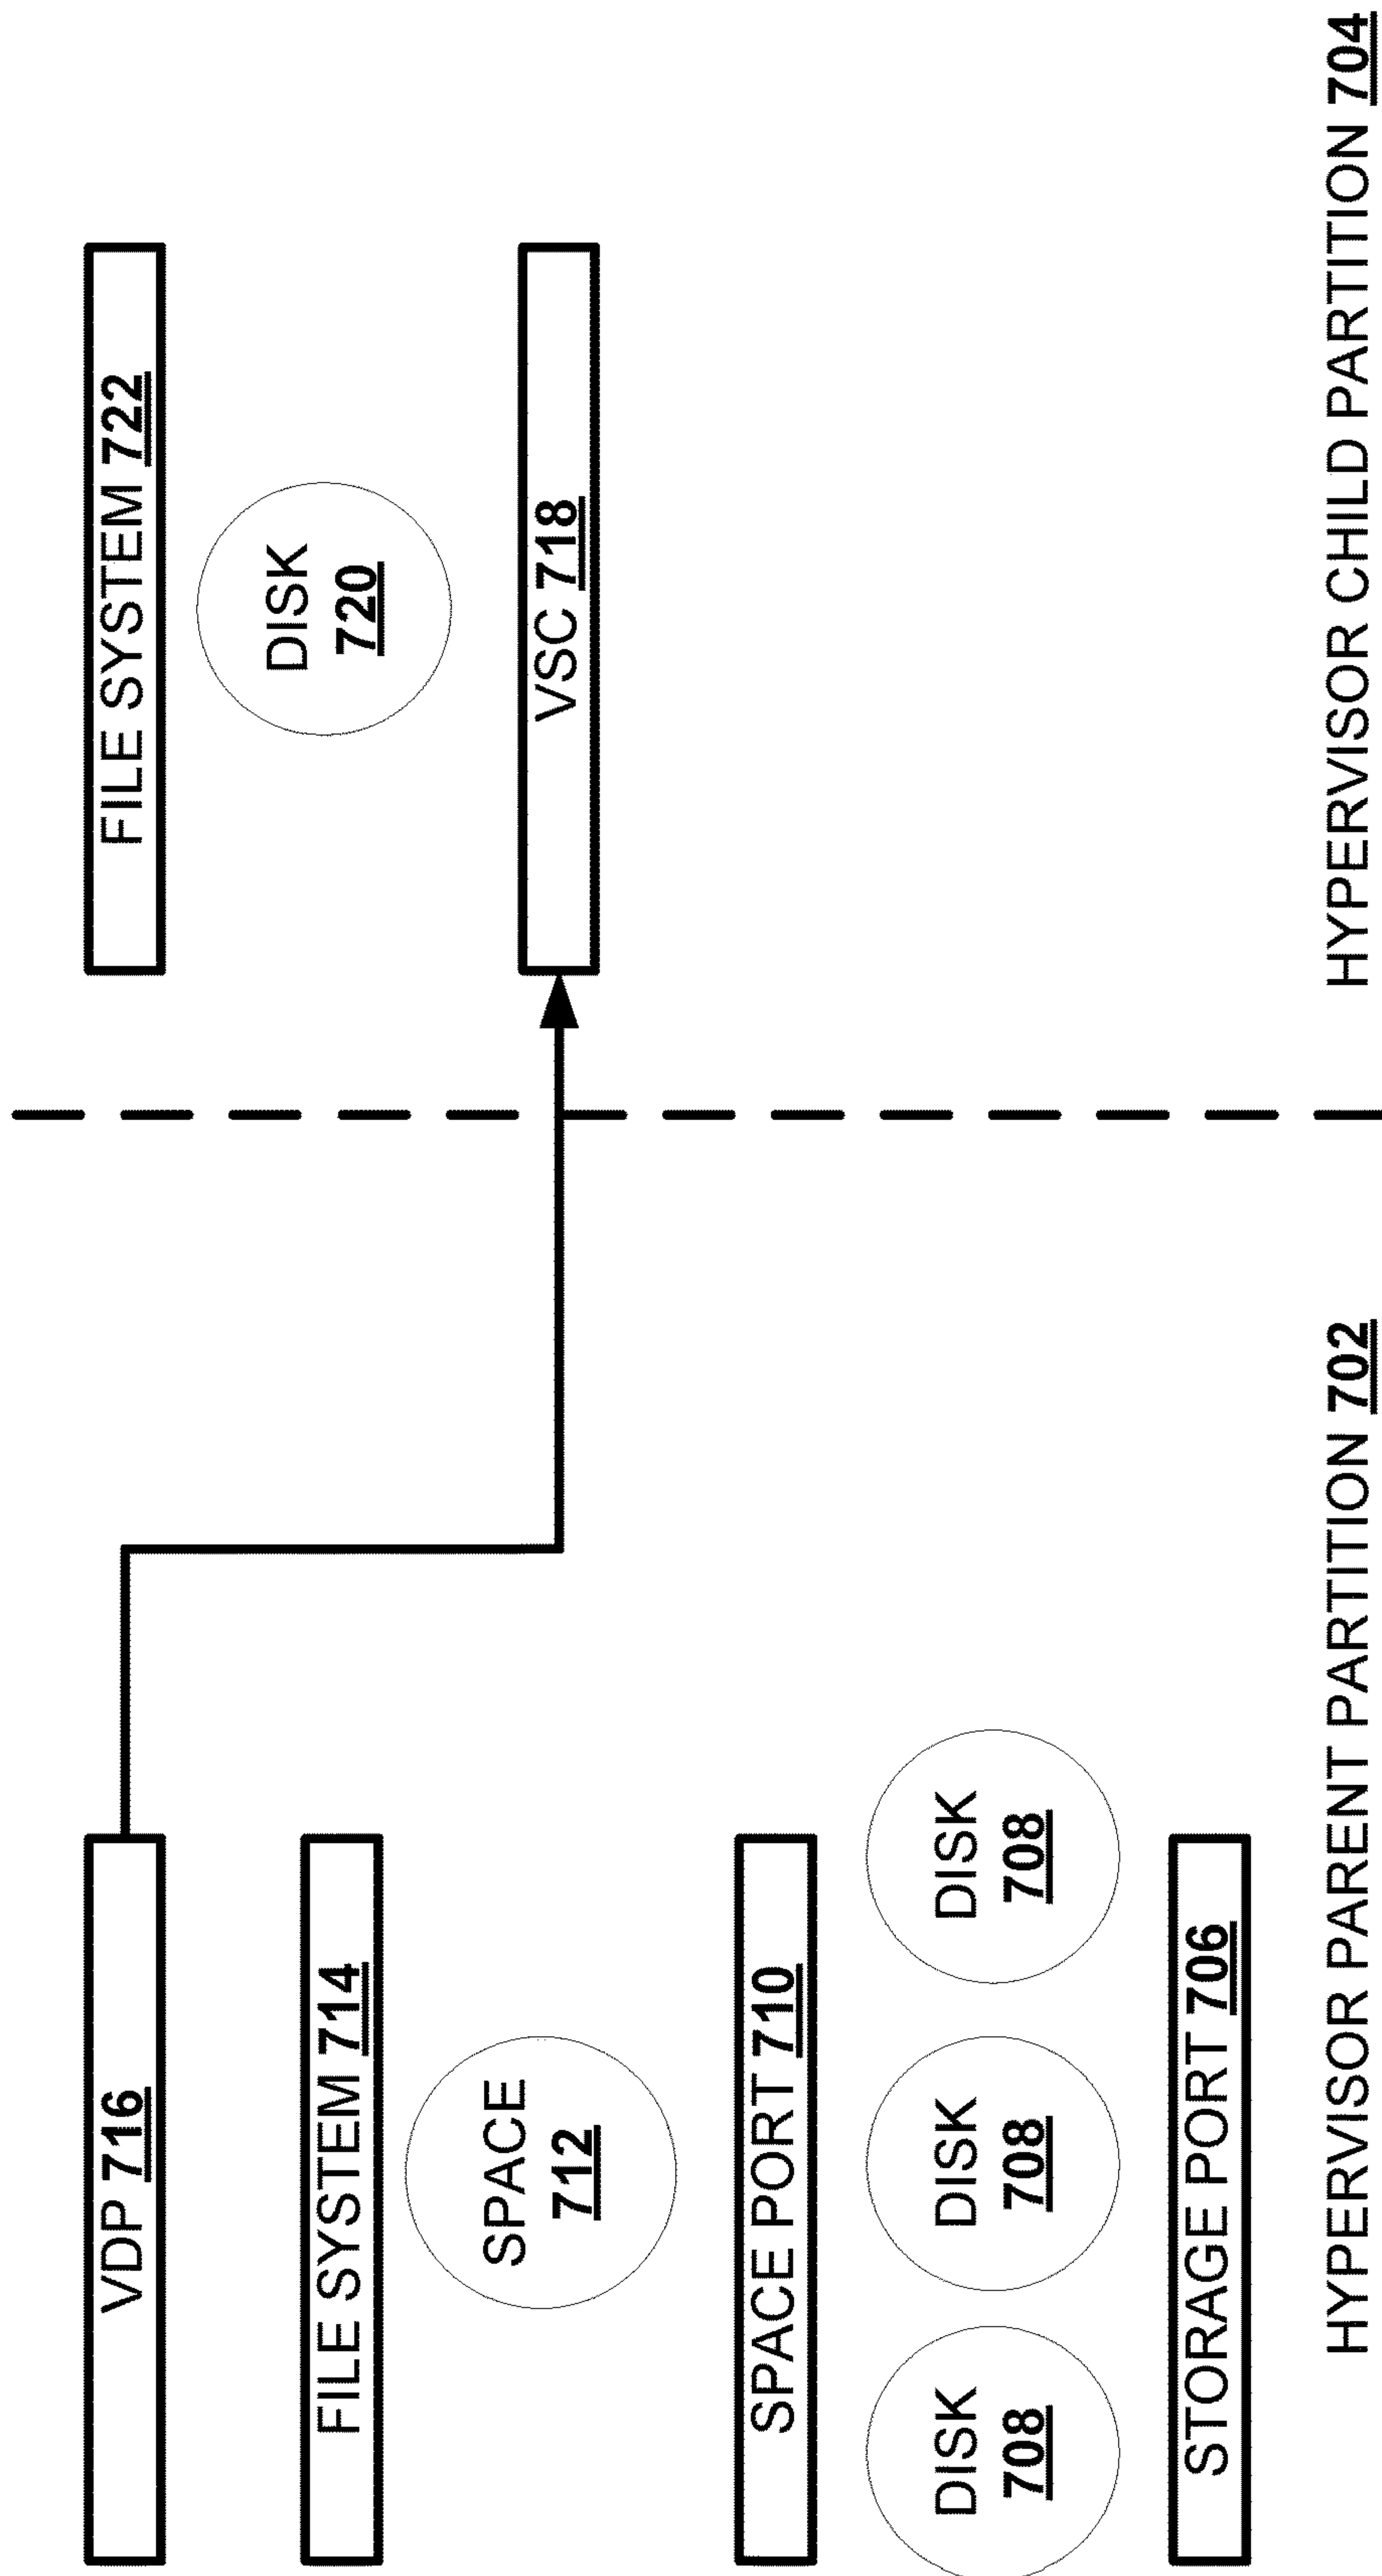 VDP 716
FILE SYSTEM 722
FILE SYSTEM 714
DISK
720
SPACE
712
VSC 718
SPACE PORT 710
DISK
708
DISK
708
DISK
708
STORAGE PORT 706
HYPERVISOR PARENT PARTITION 702
HYPERVISOR CHILD PARTITION 704